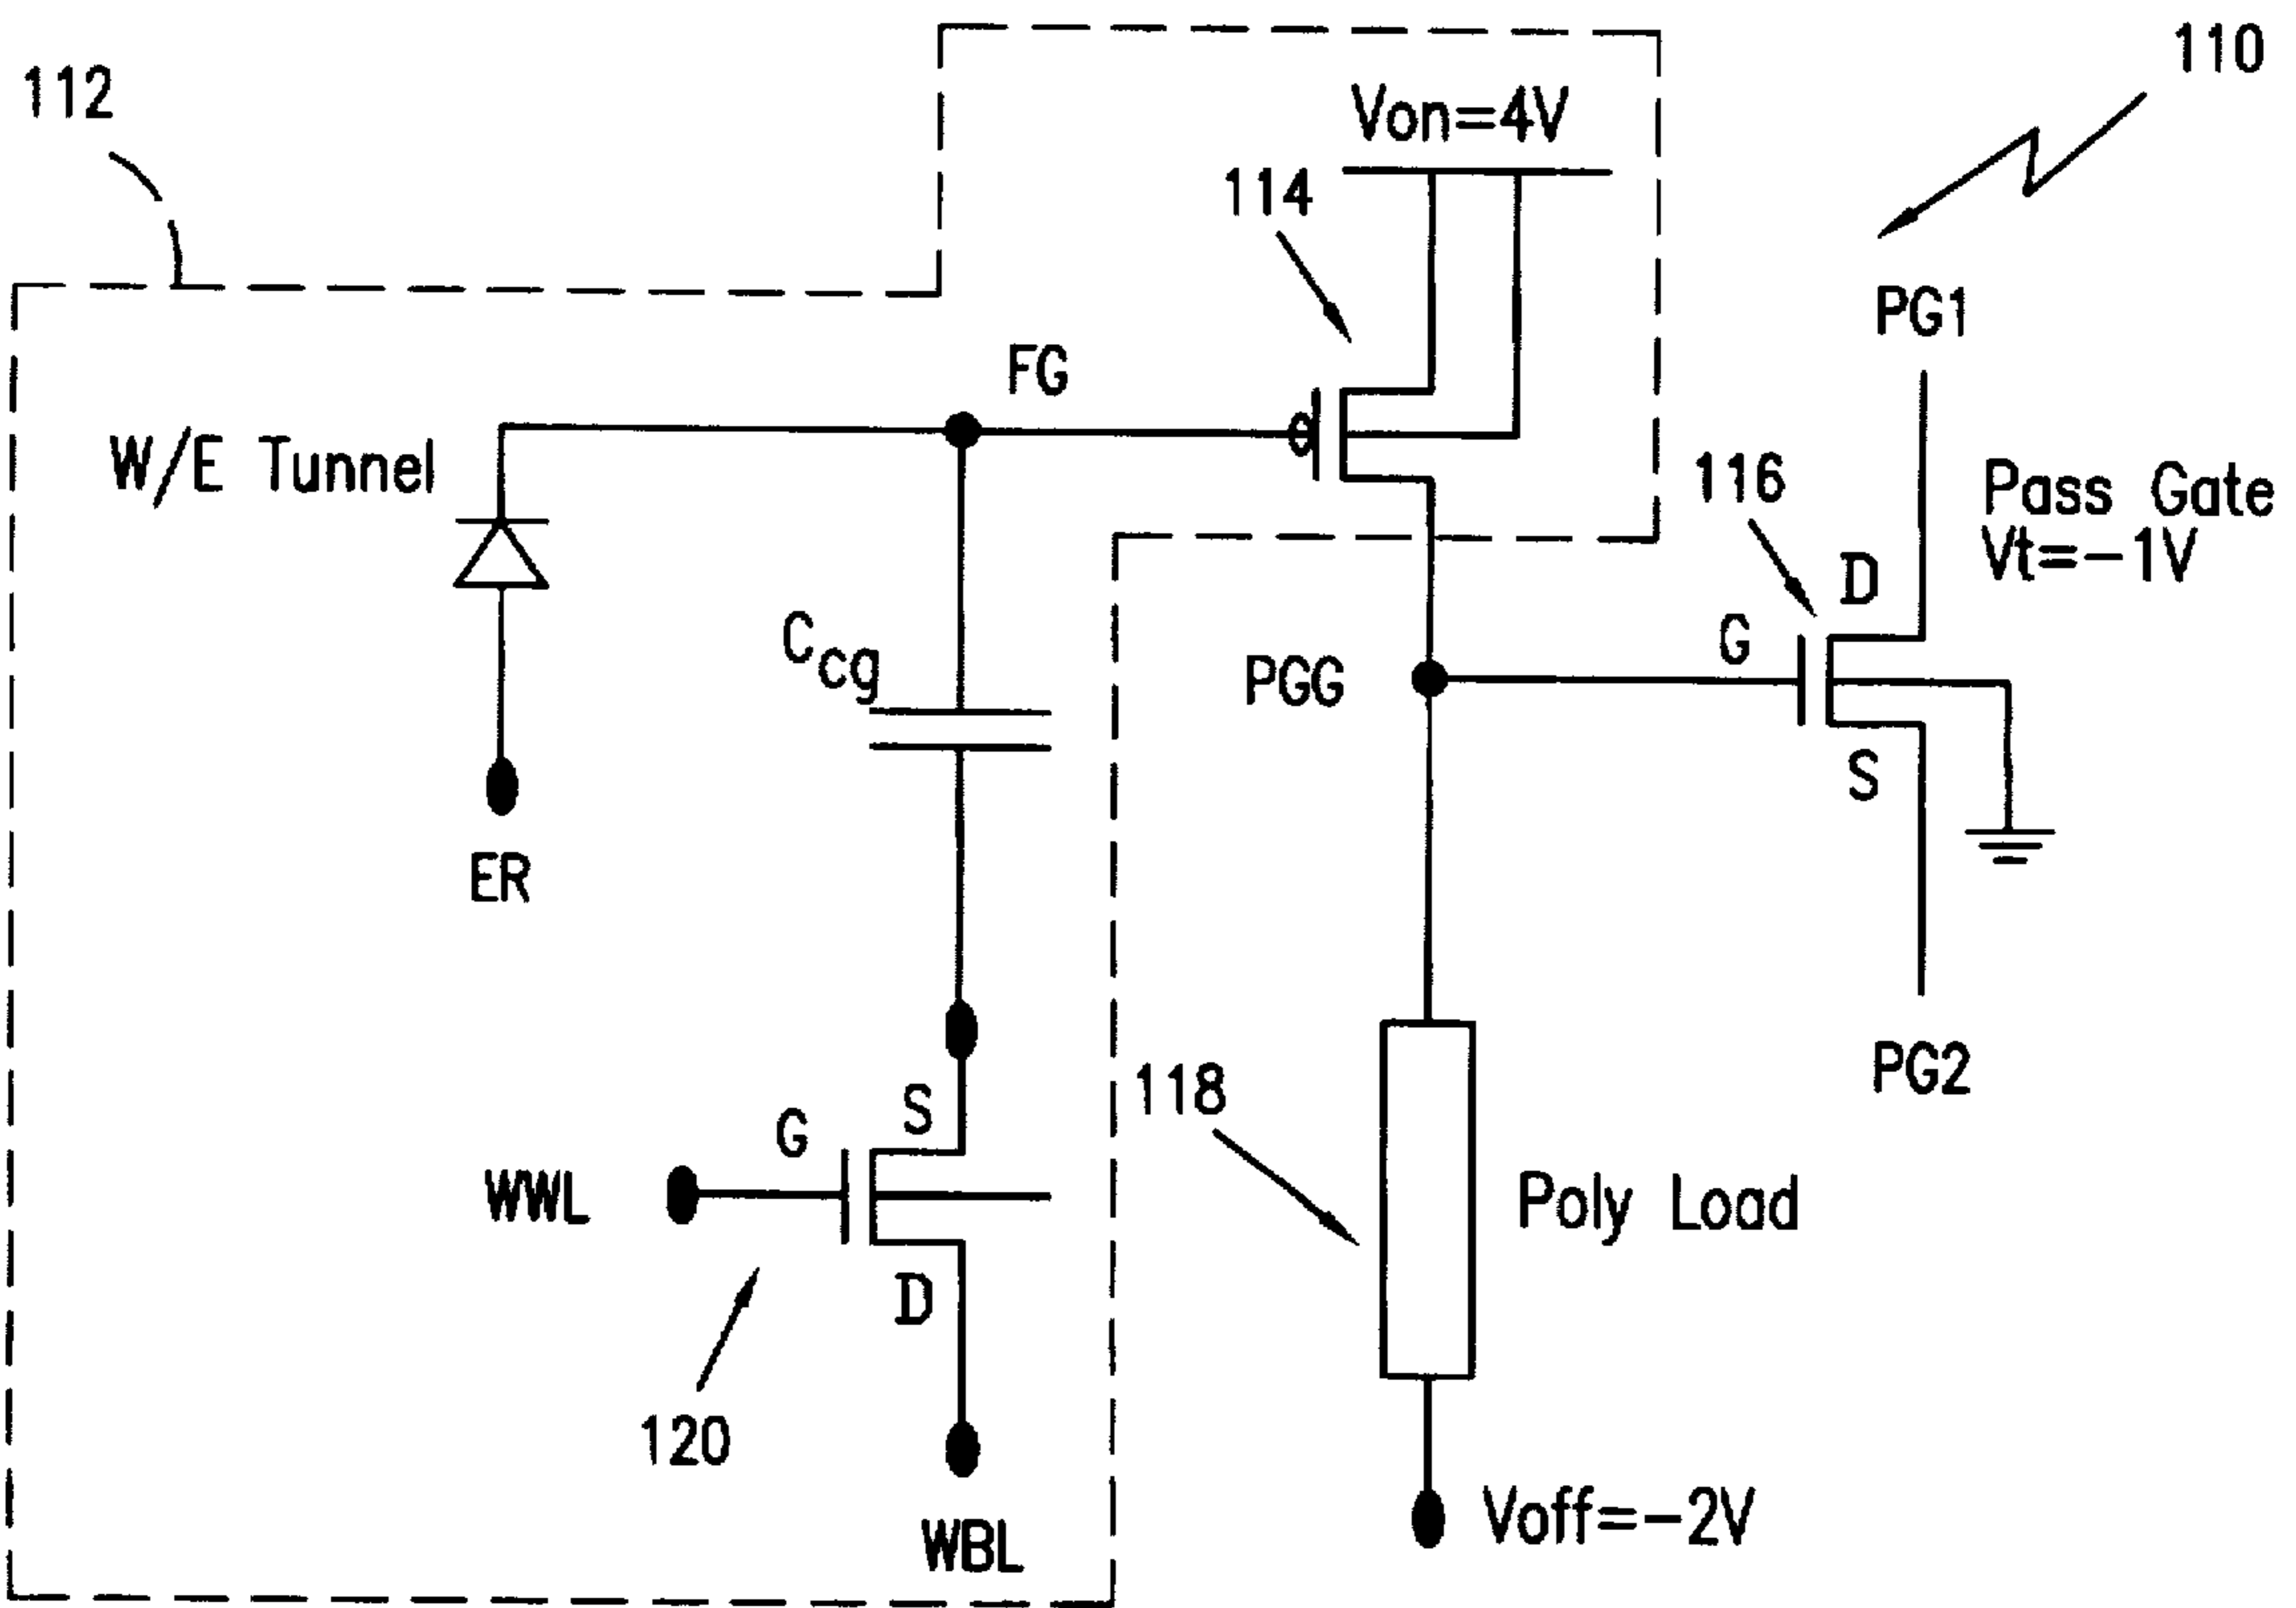 110
112
Von=4V
114
PG1
FG
W/E Tunnel
116
Pass Gate
Vt=-1V
D
G
Ccg
PGG
S
ER
PG2
118
S
G
WWL
Poly Load
D
120
Voff=-2V
WBL